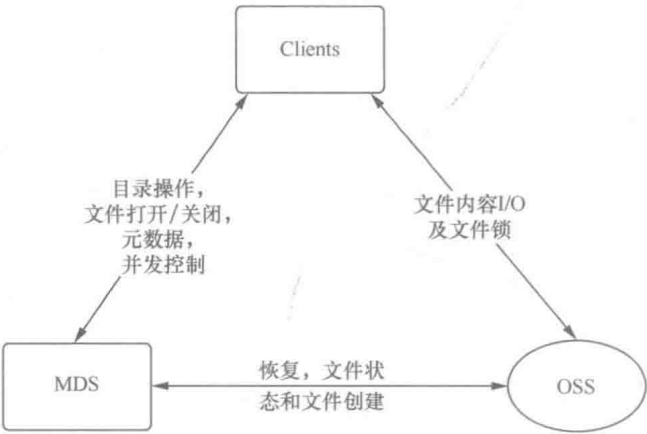 Clients
目录操作，
文件打开/关闭，
元数据，
并发控制
文件内容I/O
及文件锁
MDS
恢复，文件状
态和文件创建
OSS